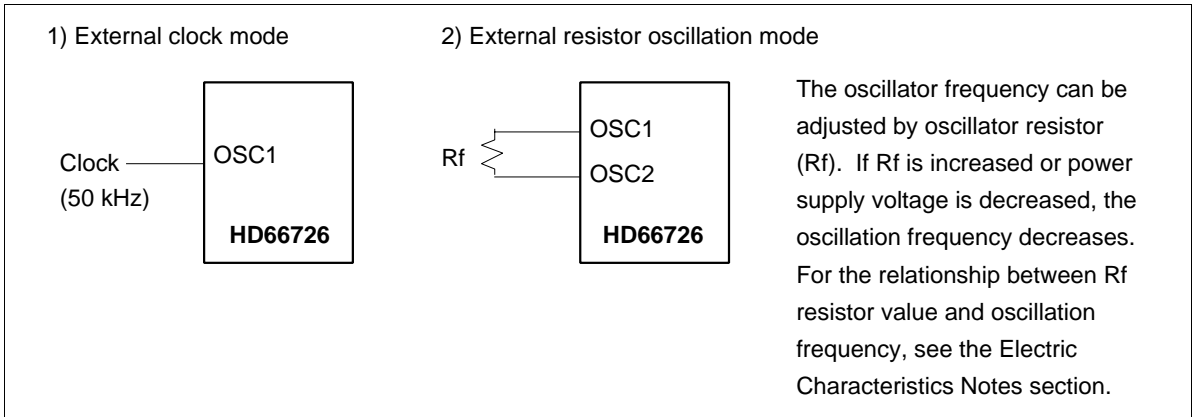 1) External clock mode
Clock
(50 kHz)
OSC1
HD66726
2) External resistor oscillation mode
Rf
OSC1
OSC2
HD66726
The oscillator frequency can be
adjusted by oscillator resistor
(Rf).  If Rf is increased or power
supply voltage is decreased, the
oscillation frequency decreases.
For the relationship between Rf
resistor value and oscillation
frequency, see the Electric
Characteristics Notes section.